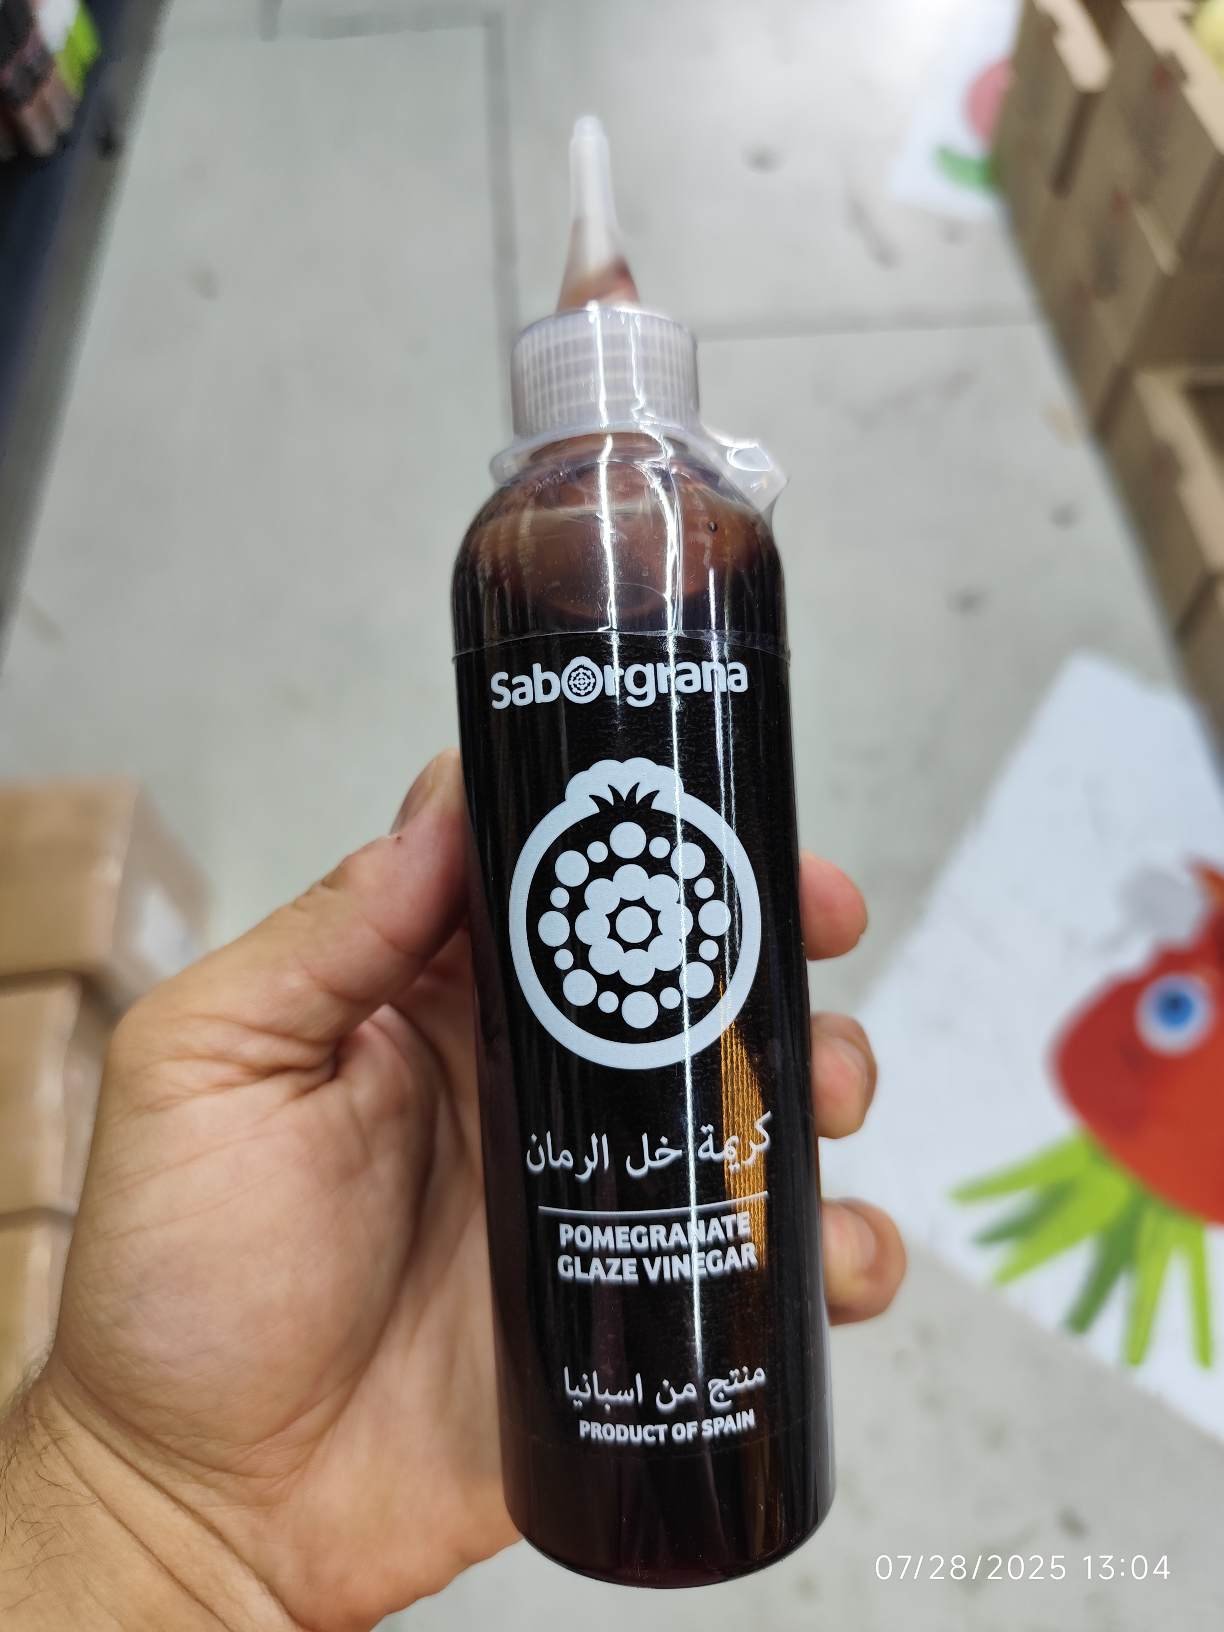 Saborgrana
كريمة خل الرمان
POMEGRANATE
GLAZE VINEGAR
منتج من اسبانيا
PRODUCT OF SPAIN
07/28/2025 13:04